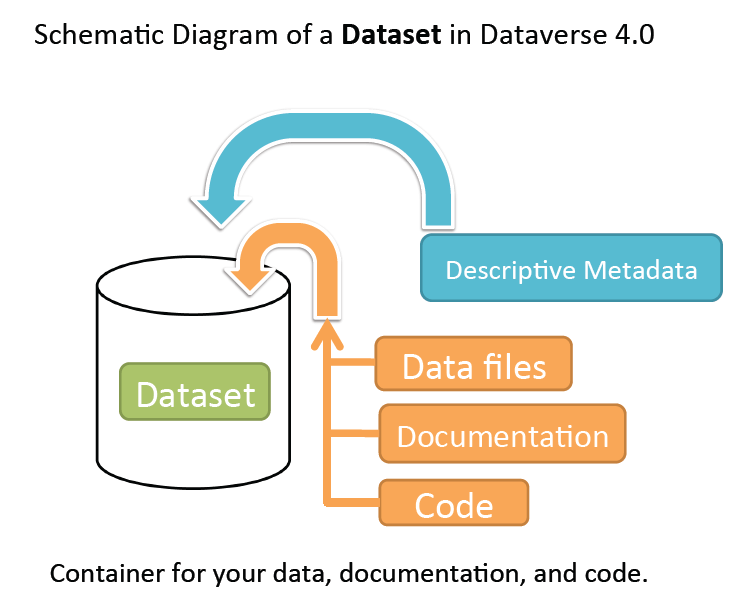 Schematic Diagram of a Dataset in Dataverse 4.0
Descriptive Metadata
Data files
Dataset
Documentation
Code
Container for your data, documentation, and code.